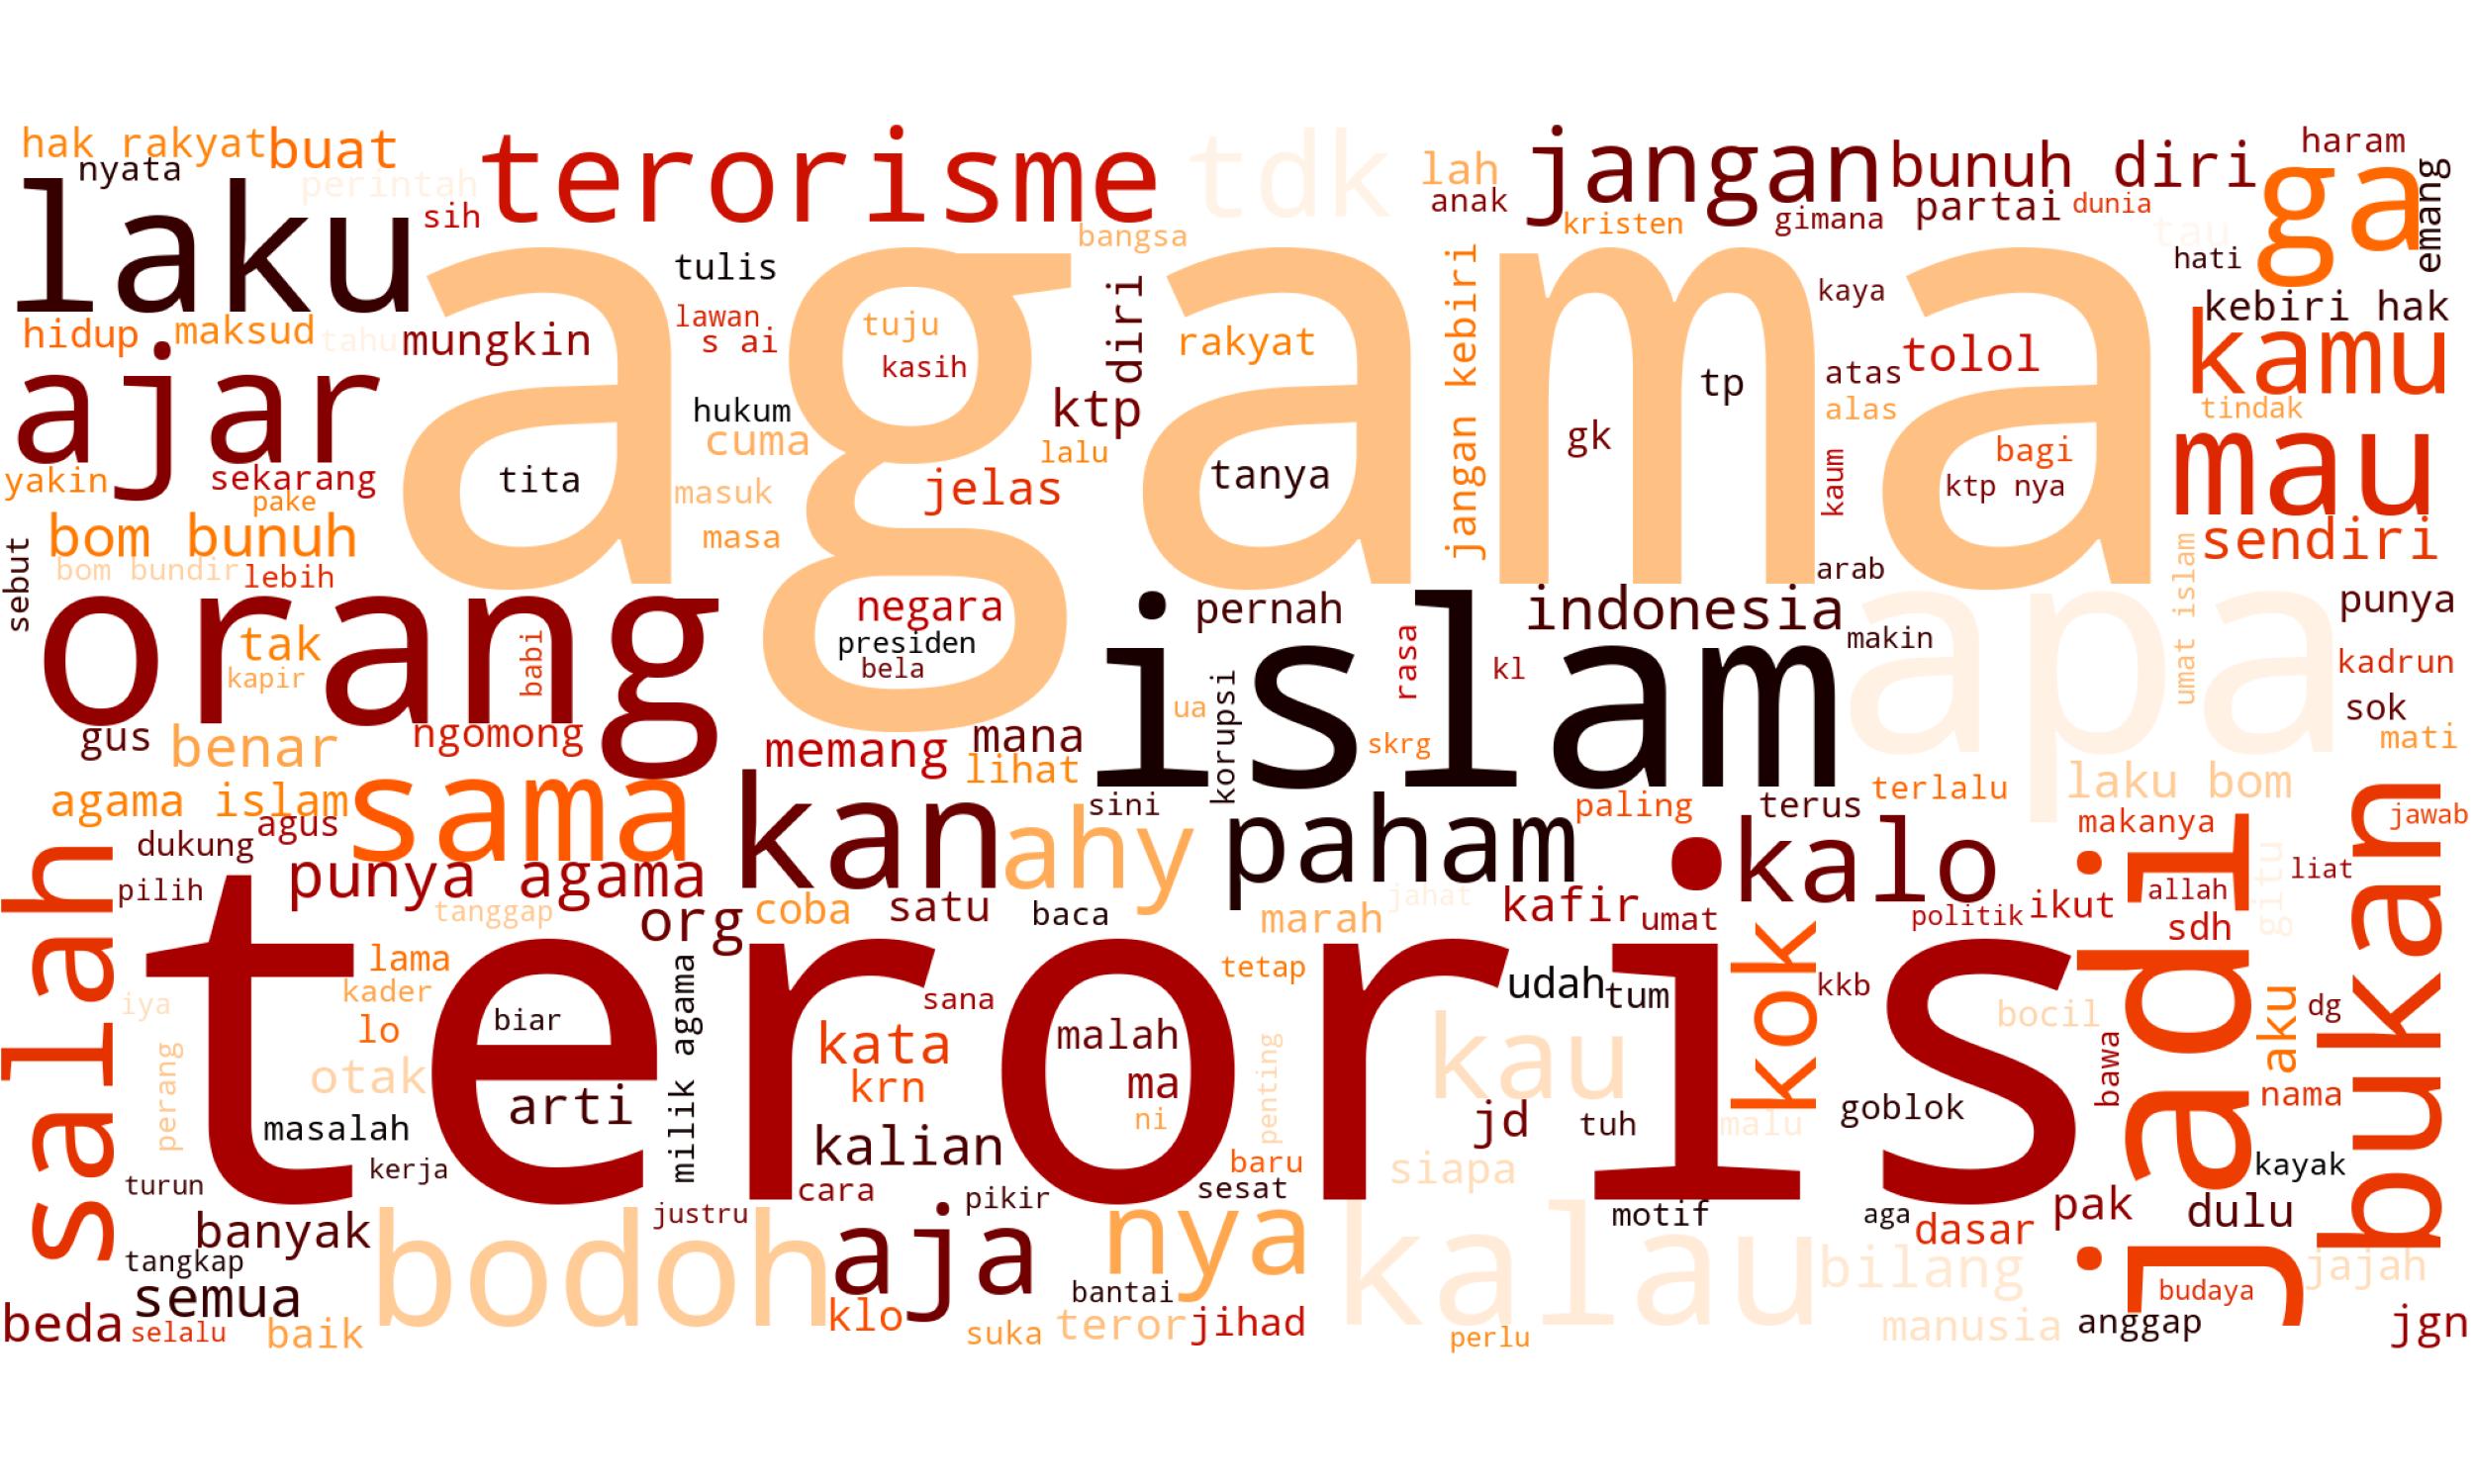 hak rakyat
buat
nyata
perintah
sih
terorisme
tdk
lah
anak
jangan
kristen
gimana
bunuh diri
partai
dunia
tau
haram
ga
emang
hati
laku
bangsa
agama
tulis
lawan
s ai
tuju
kasih
diri
rakyat
jangan kebiri
kaya
tp
atas
tolol
alas
kebiri hak
kamu
tindak
hidup
maksud
tahu
mungkin
hukum
cuma
ktp
lalu
gk
bagi
ktp nya
kaum
mau
ajar
yakin
sekarang
pake
tita
masuk
masa
jelas
tanya
sendiri
bom bunuh
bom bundir
lebih
sebut
arab
umat islam
orang
tak
kapir
babi
negara
presiden
bela
islam
pernah
indonesia
makin
apa
punya
kadrun
sok
mati
rasa
kl
ua
korupsi
skrg
gus
benar
ngomong
memang
mana
lihat
agama islam
agus
dukung
sama
kan
sini
ahy
paham
paling
terus
terlalu
laku bom
makanya
jawab
kalo
salah
pilih
punya agama
tanggap
org
coba
satu
baca
marah
jahat
kafir
umat
politik
ikut
allah
sdh
gitu
liat
bukan
jadi
teroris
lama
kader
lo
iya
perang
otak
biar
arti
milik agama
sana
kata
krn
malah
ma
ni
tetap
penting
udah
tum
kok
kkb
bocil
aku
dg
bawa
nama
kau
jd
tuh
malu
goblok
masalah
kerja
kalian
cara
pikir
baru
sesat
siapa
motif
aga
dasar
pak
dulu
kayak
turun
banyak
tangkap
semua
justru
bodoh
aja
nya
bantai
kalau
bilang
manusia
budaya
anggap
jajah
jgn
beda
selalu
baik
klo
suka
teror
jihad
perlu